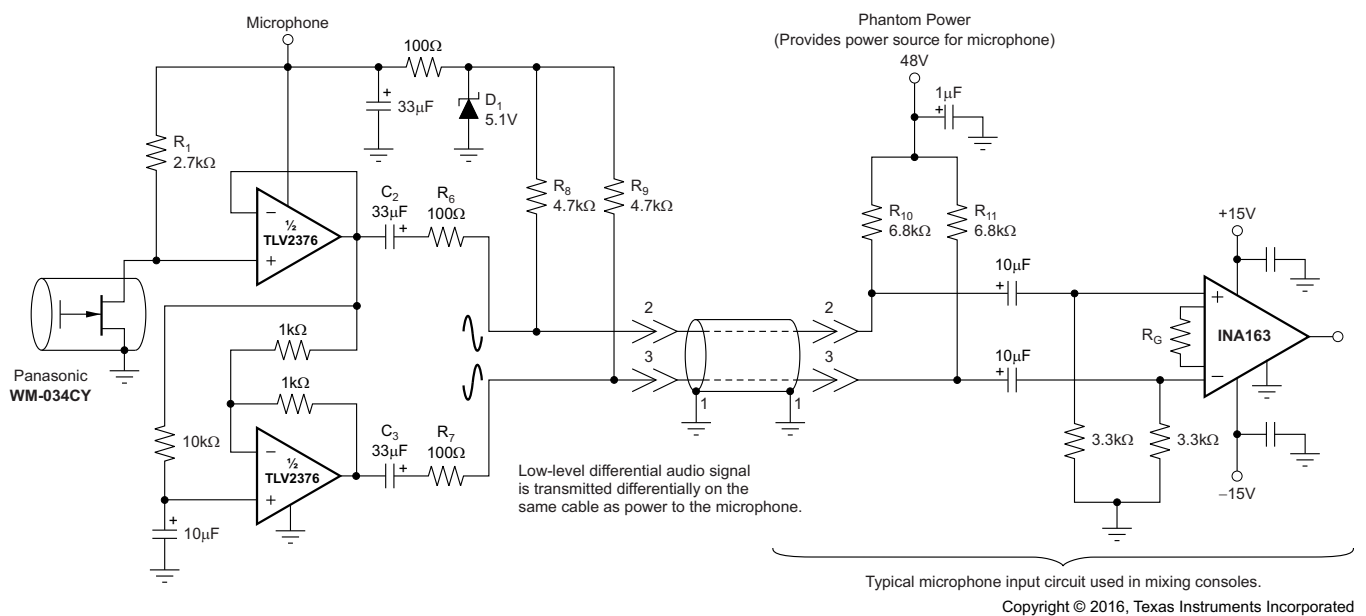 Microphone
100Ω
+
33μF
D1
5.1V
R1
2.7kΩ
−
½
TLV2376
+
C2
33μF
+
R6
100Ω
R8
4.7kΩ
R9
4.7kΩ
Panasonic
WM-034CY
1kΩ
1kΩ
10kΩ
−
½
TLV2376
+
C3
33μF
+
R7
100Ω
+
10μF
2
3
1
1
2
3
Low-level differential audio signal
is transmitted differentially on the
same cable as power to the microphone.
Phantom Power
(Provides power source for microphone)
48V
1μF
+
R10
6.8kΩ
R11
6.8kΩ
10μF
+
10μF
+
3.3kΩ
3.3kΩ
+15V
+
RG
INA163
−
−15V
Typical microphone input circuit used in mixing consoles.
Copyright © 2016, Texas Instruments Incorporated